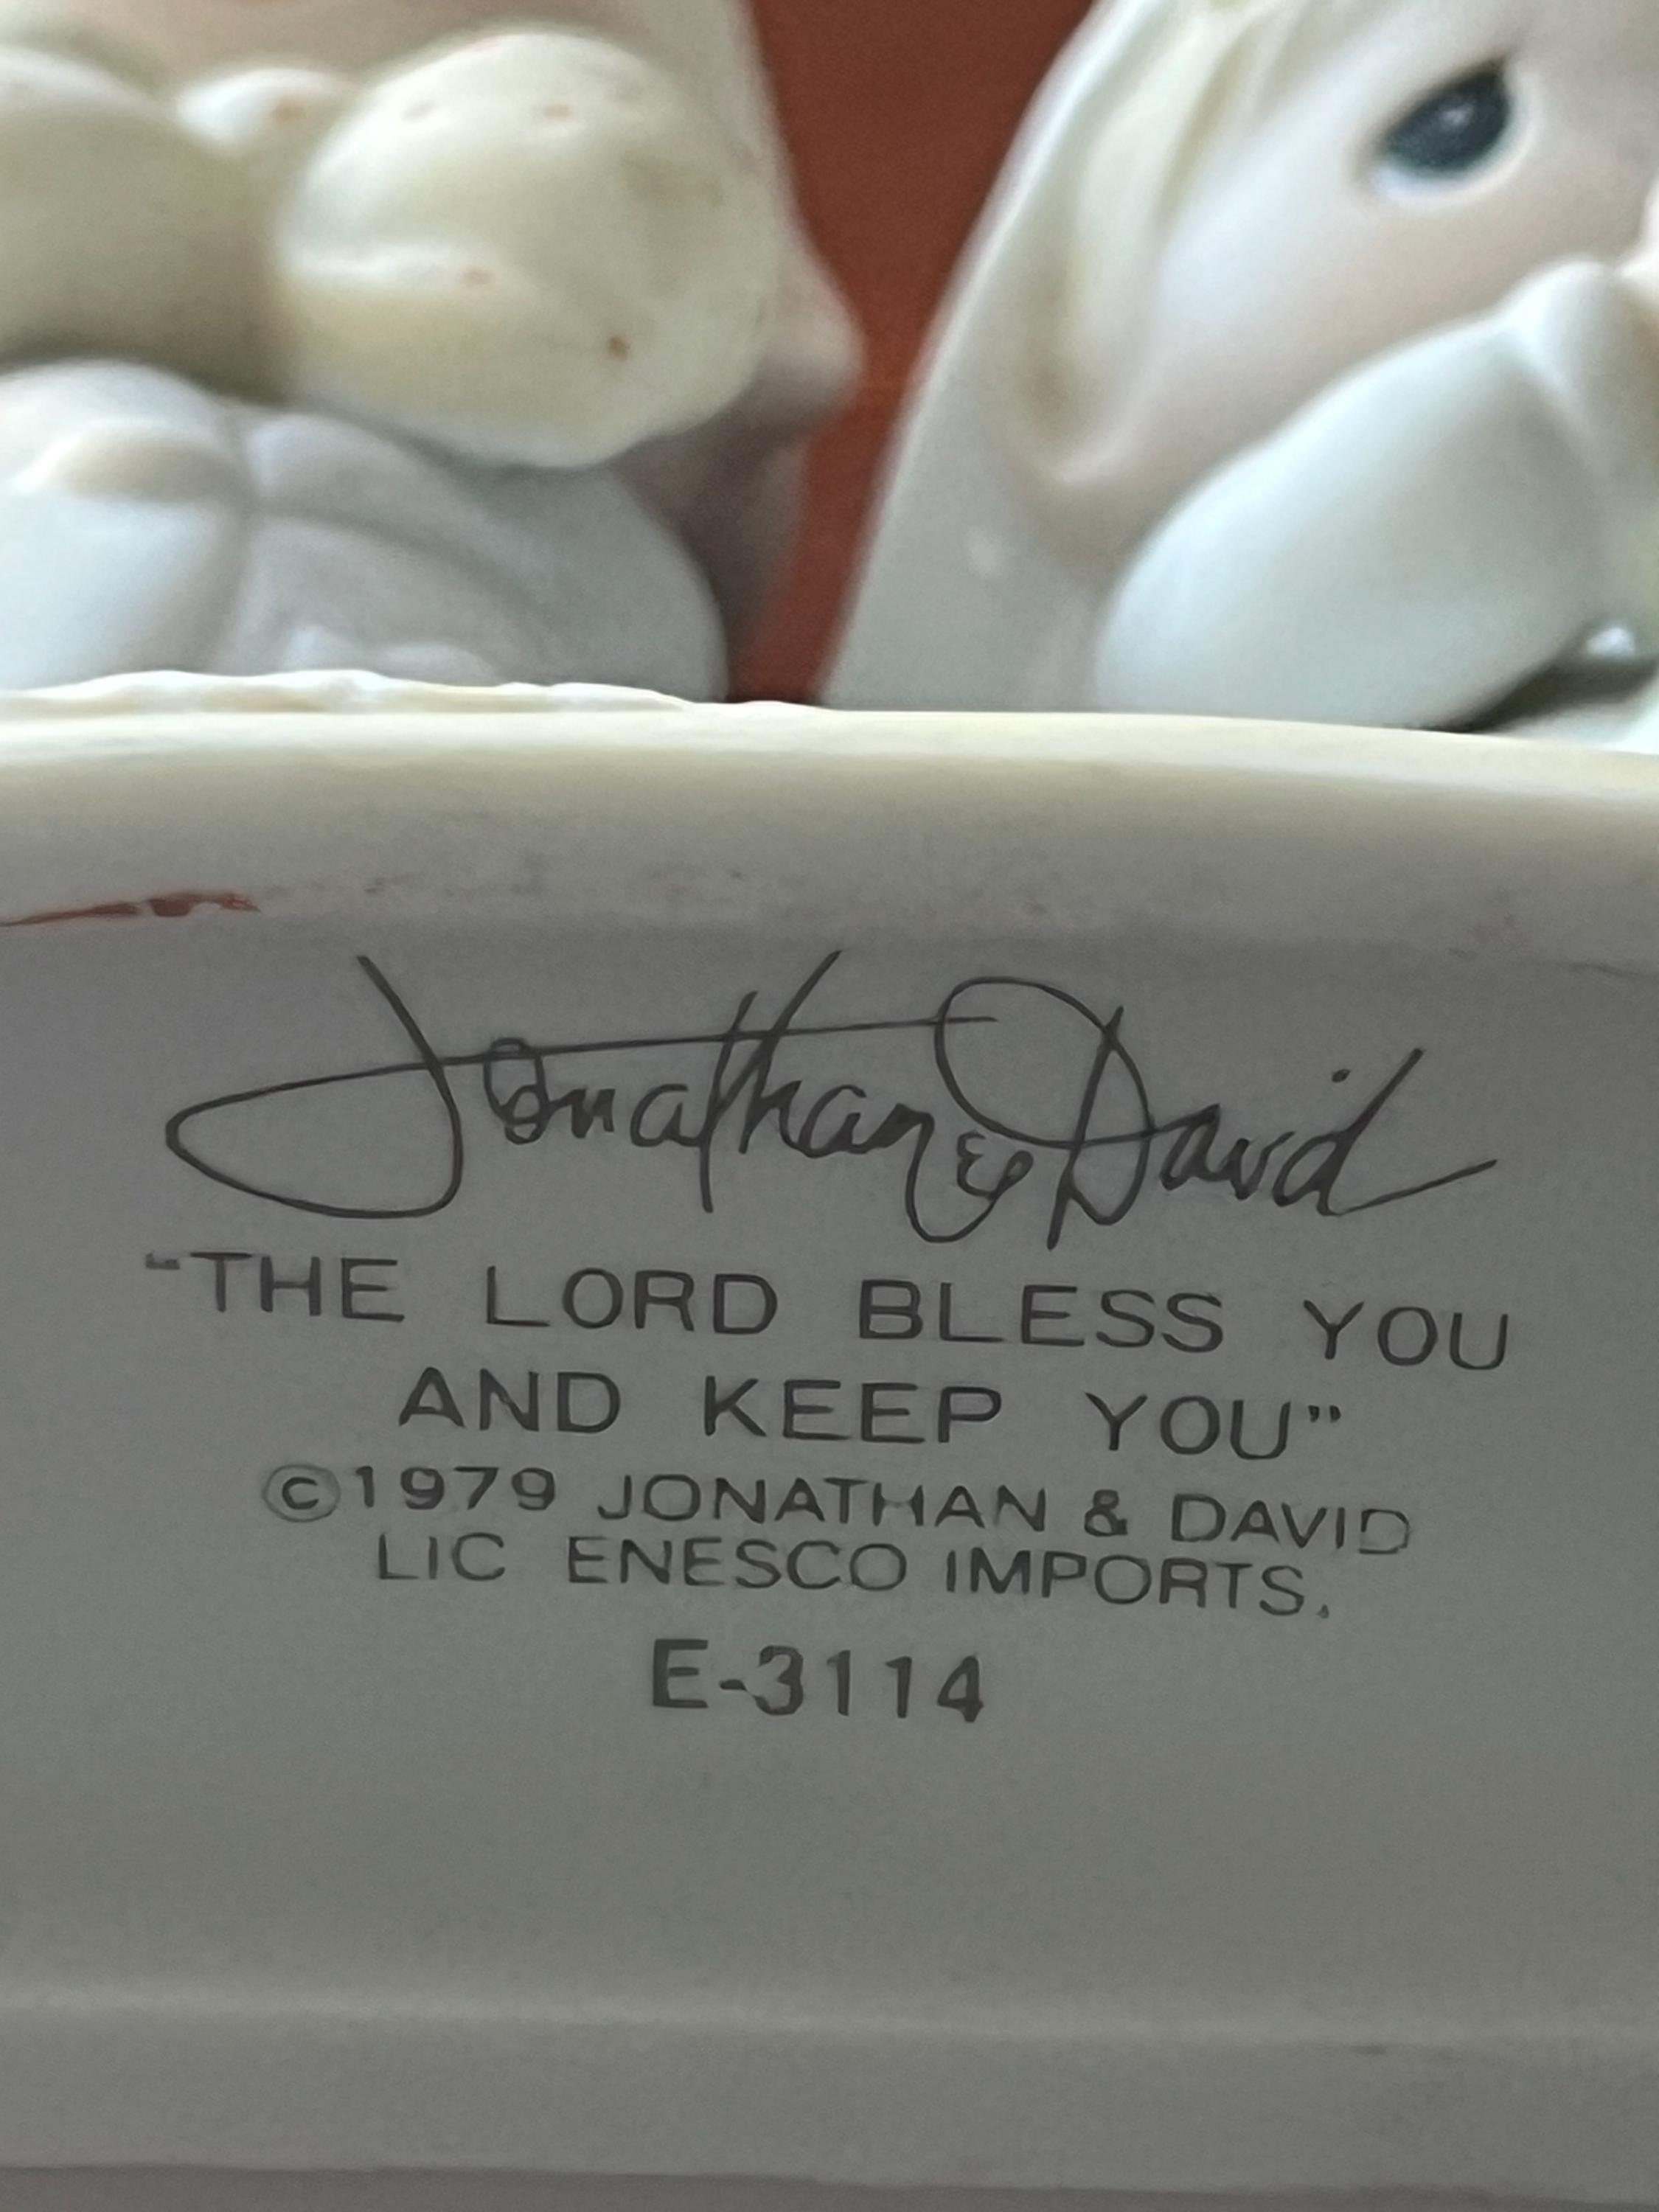 Jonathan & David
“THE LORD BLESS YOU
AND KEEP YOU”
©1979 JONATHAN & DAVID
LIC ENESCO IMPORTS.
E-3114